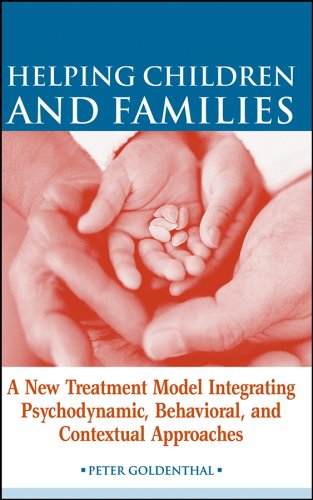 HELPING CHILDREN
AND FAMILIES
A New Treatment Model Integrating
Psychodynamic, Behavioral, and
Contextual Approaches
▪ PETER GOLDENTHAL ▪